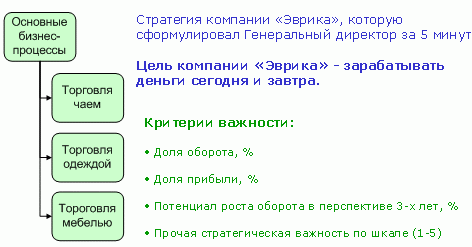 Основные
бизнес-
процессы
Торговля
чаем
Торговля
одеждой
Тороговля
мебелью
Стратегия компании «Эврика», которую
сформулировал Генеральный директор за 5 минут
Цель компании «Эврика» - зарабатывать
деньги сегодня и завтра.
Критерии важности:
• Доля оборота, %
• Доля прибыли, %
• Потенциал роста оборота в перспективе 3-х лет, %
• Прочая стратегическая важность по шкале (1-5)